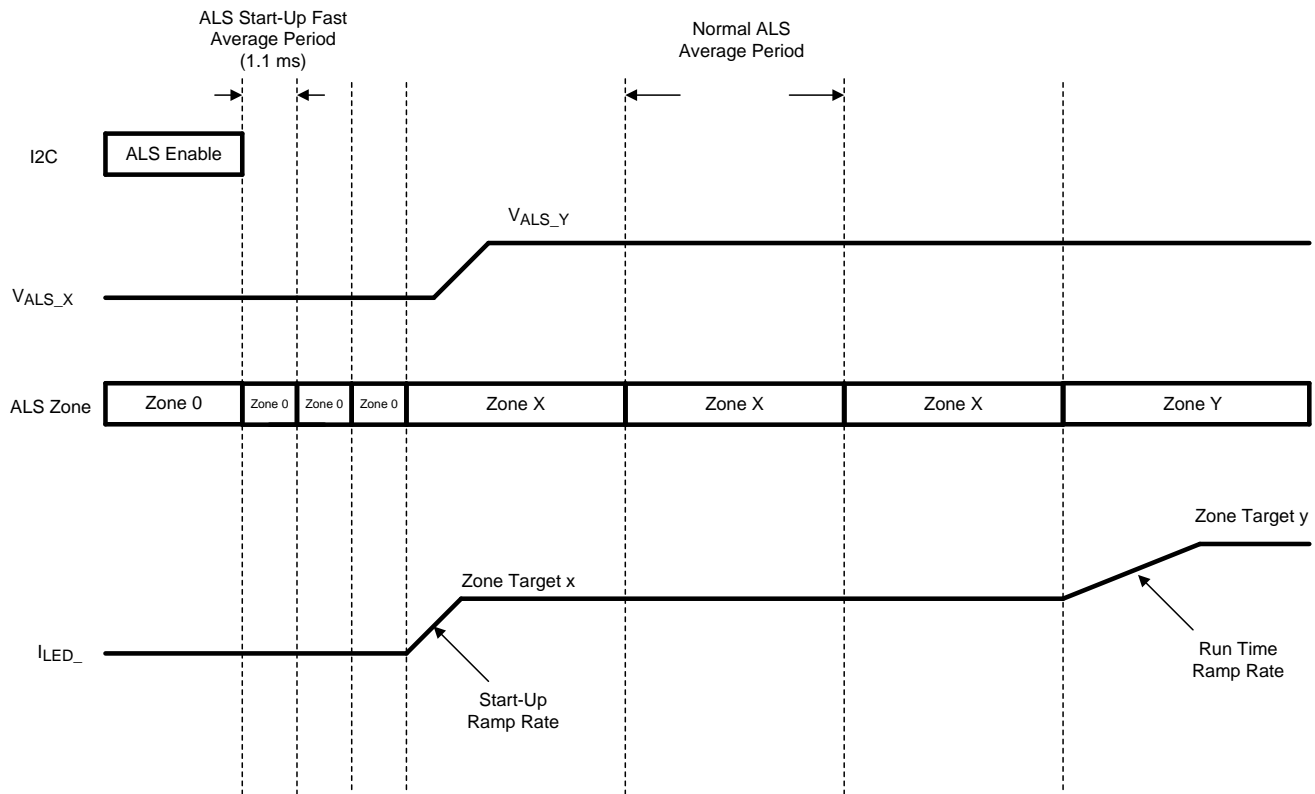 ALS Start-Up Fast
Average Period
(1.1 ms)
Normal ALS
Average Period
I2C
ALS Enable
VALS_Y
VALS_X
ALS Zone
Zone 0
Zone 0
Zone 0
Zone 0
Zone X
Zone X
Zone X
Zone Y
Zone Target y
Zone Target x
ILED_
Run Time
Ramp Rate
Start-Up
Ramp Rate